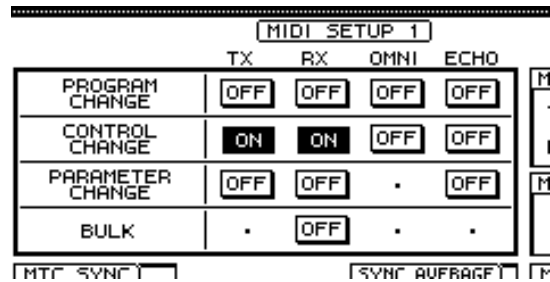 MIDI SETUP 1
TX RX OMNI ECHO
PROGRAM
CHANGE OFF OFF OFF OFF
CONTROL
CHANGE ON ON OFF OFF
PARAMETER
CHANGE OFF OFF · OFF
BULK · OFF · ·
MTC SYNC SYNC AVERAGE